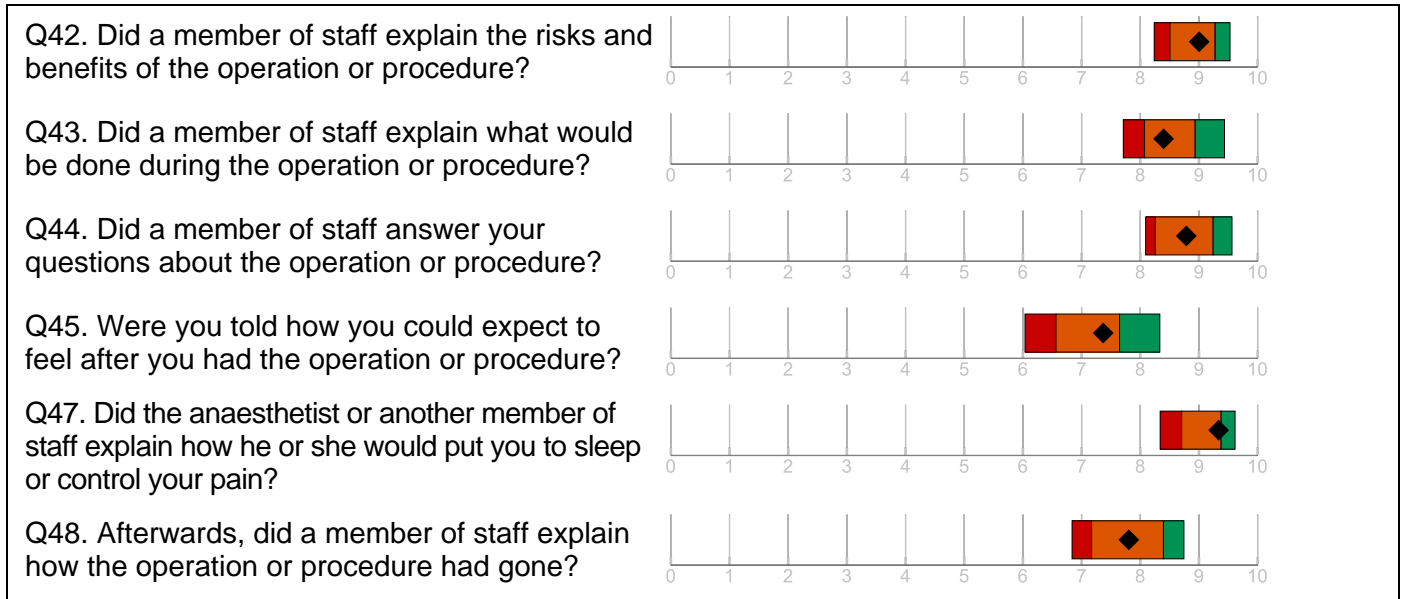 Q42. Did a member of staff explain the risks and
benefits of the operation or procedure?
0 1 2 3 4 5 6 7 8 9 10
Q43. Did a member of staff explain what would
be done during the operation or procedure?
0 1 2 3 4 5 6 7 8 9 10
Q44. Did a member of staff answer your
questions about the operation or procedure?
0 1 2 3 4 5 6 7 8 9 10
Q45. Were you told how you could expect to
feel after you had the operation or procedure?
0 1 2 3 4 5 6 7 8 9 10
Q47. Did the anaesthetist or another member of
staff explain how he or she would put you to sleep
or control your pain?
0 1 2 3 4 5 6 7 8 9 10
Q48. Afterwards, did a member of staff explain
how the operation or procedure had gone?
0 1 2 3 4 5 6 7 8 9 10